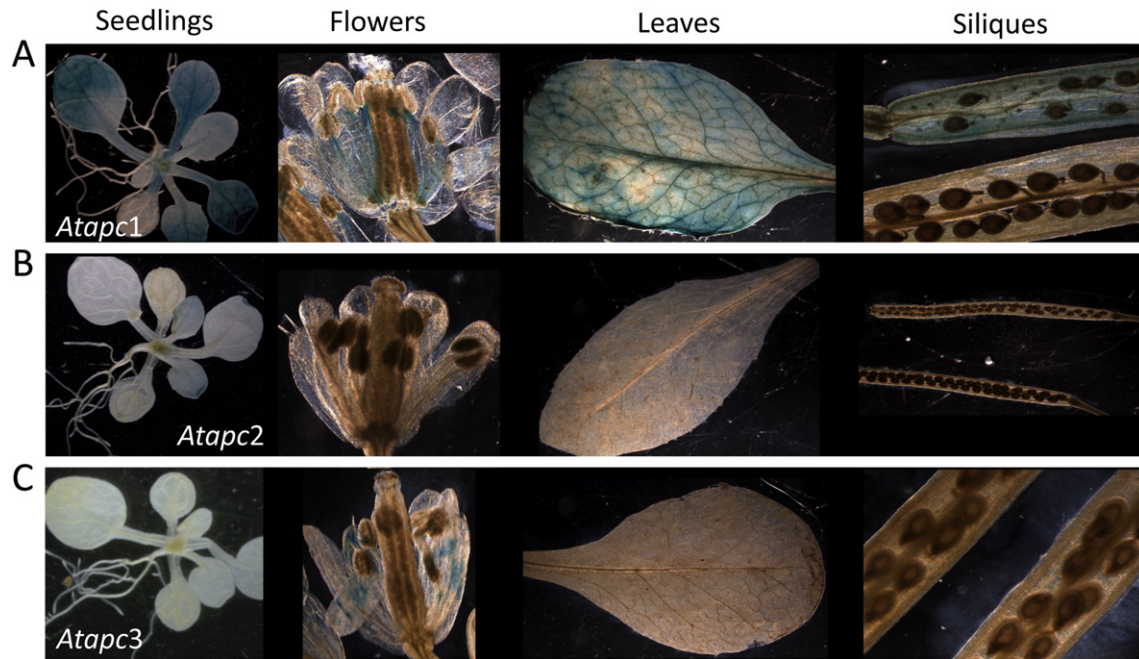 Seedlings Flowers Leaves Siliques
A
Atapc1
B
Atapc2
C
Atapc3